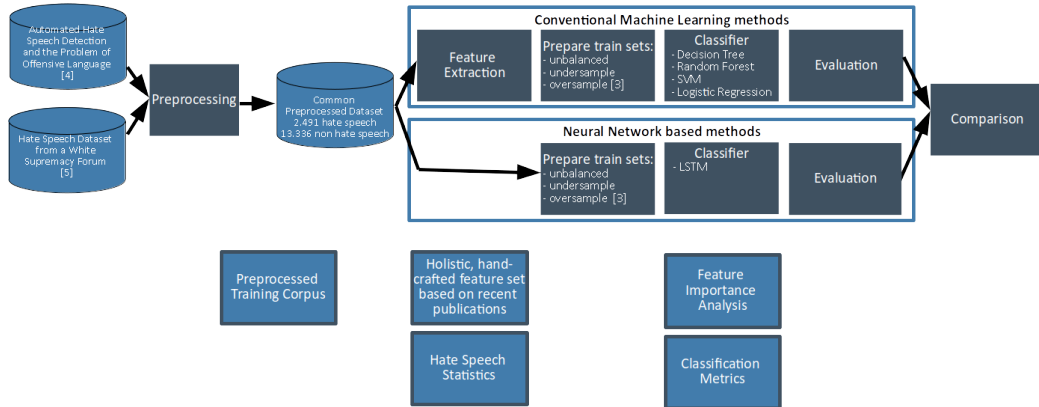 Automated Hate
Speech Detection
and the Problem of
Offensive Language
[4]
Hate Speech Dataset
from a White
Supremacy Forum
[5]
Preprocessing
Common
Preprocessed Dataset
2.491 hate speech
13.336 non hate speech
Conventional Machine Learning methods
Feature
Extraction
Prepare train sets:
- unbalanced
- undersample
- oversample [3]
Classifier
- Decision Tree
- Random Forest
- SVM
- Logistic Regression
Evaluation
Neural Network based methods
Prepare train sets:
- unbalanced
- undersample
- oversample [3]
Classifier
- LSTM
Evaluation
Comparison
Preprocessed
Training Corpus
Holistic, hand-
crafted feature set
based on recent
publications
Feature
Importance
Analysis
Hate Speech
Statistics
Classification
Metrics